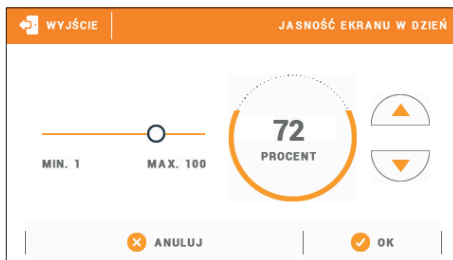 WYJŚCIE
JASNOŚĆ EKRANU W DZIEŃ
72
PROCENT
MIN. 1
MAX. 100
ANULUJ
OK